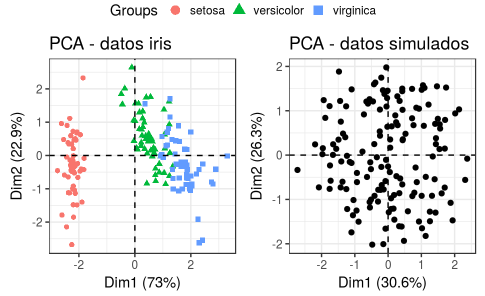 Groups setosa versicolor virginica
PCA - datos iris
Dim2 (22.9%)
2
1
0
-1
-2
-2 0 2
Dim1 (73%)
PCA - datos simulados
Dim2 (26.3%)
2
1
0
-1
-2
-2 -1 0 1 2
Dim1 (30.6%)